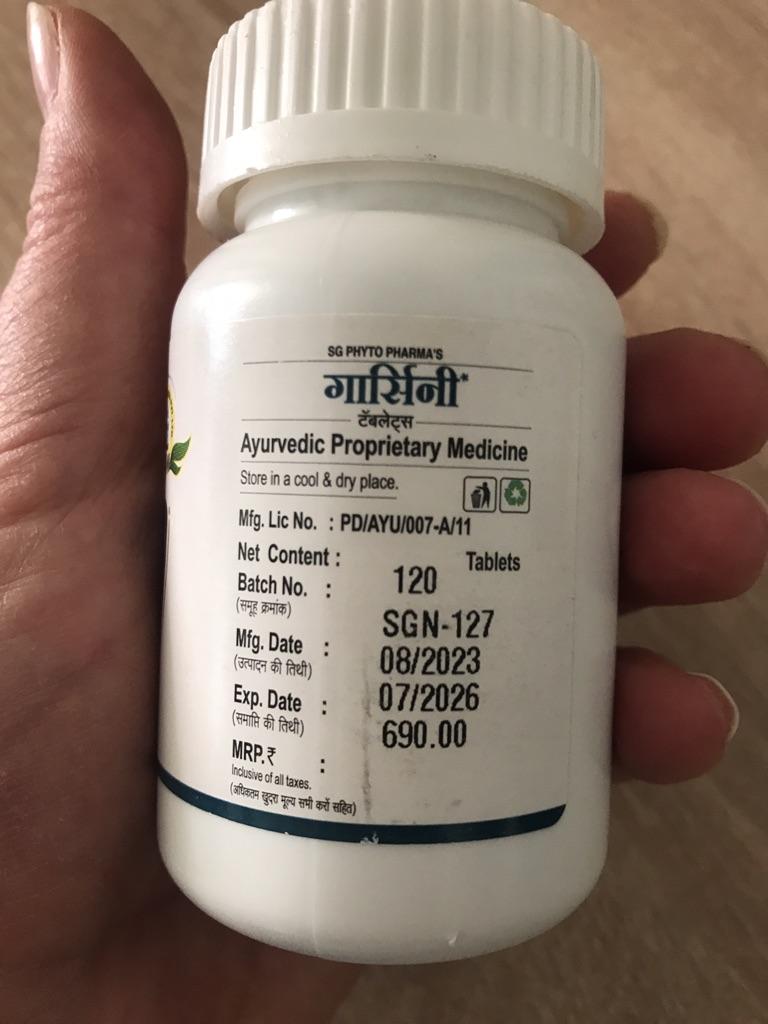 SG PHYTO PHARMA'S
गार्सिनी*
टॅबलेट्स
Ayurvedic Proprietary Medicine
Store in a cool & dry place.
Mfg. Lic No. : PD/AYU/007-A/11
Net Content : 120 Tablets
Batch No. : SGN-127
(समूह क्रमांक)
Mfg. Date : 08/2023
(उत्पादन की तिथी)
Exp. Date : 07/2026
(समाप्ति की तिथी)
MRP.₹ : 690.00
Inclusive of all taxes.
(अधिकतम खुदरा मूल्य सभी करों सहित)